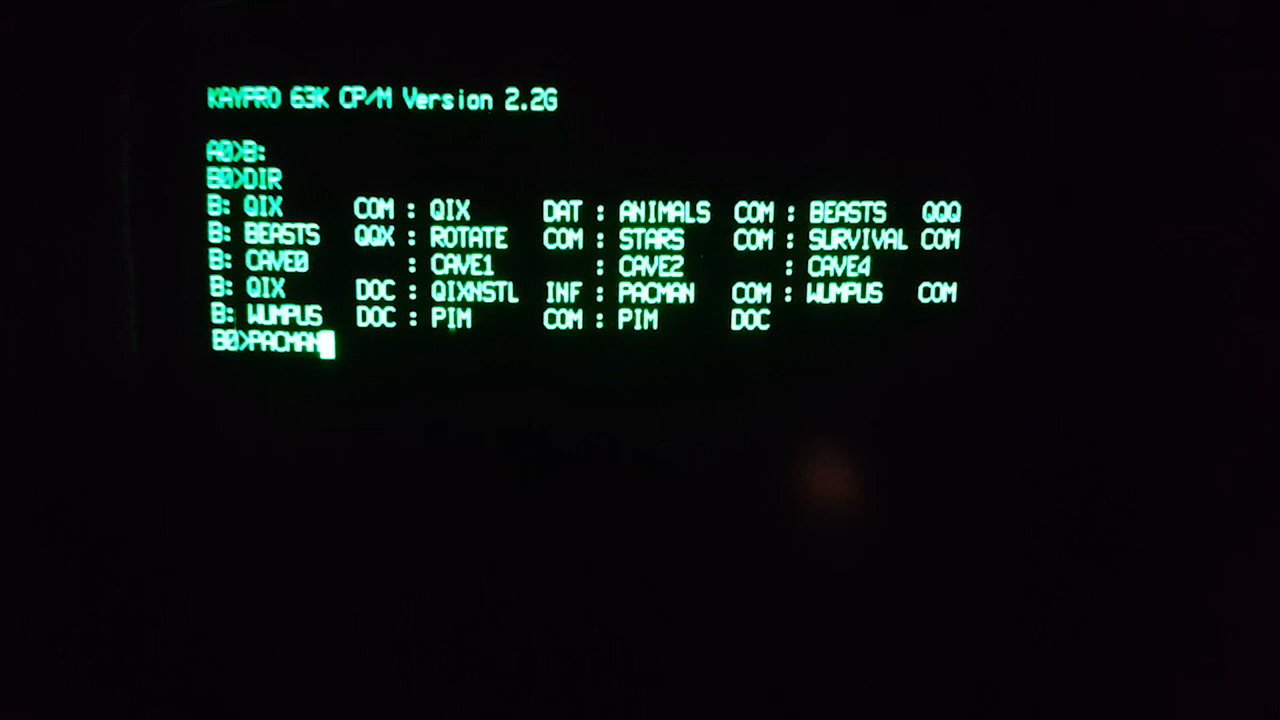 KAYPRO 63K CP/M Version 2.2G
A0>B:
B0>DIR
B: QIX COM : QIX DAT : ANIMALS COM : BEASTS QQQ
B: BEASTS QQX : ROTATE COM : STARS COM : SURVIVAL COM
B: CAVE0 : CAVE1 : CAVE2 : CAVE4
B: QIX DOC : QIXNSTL INF : PACMAN COM : WUMPUS COM
B: WUMPUS DOC : PIM COM : PIM DOC
B0>PACMAN